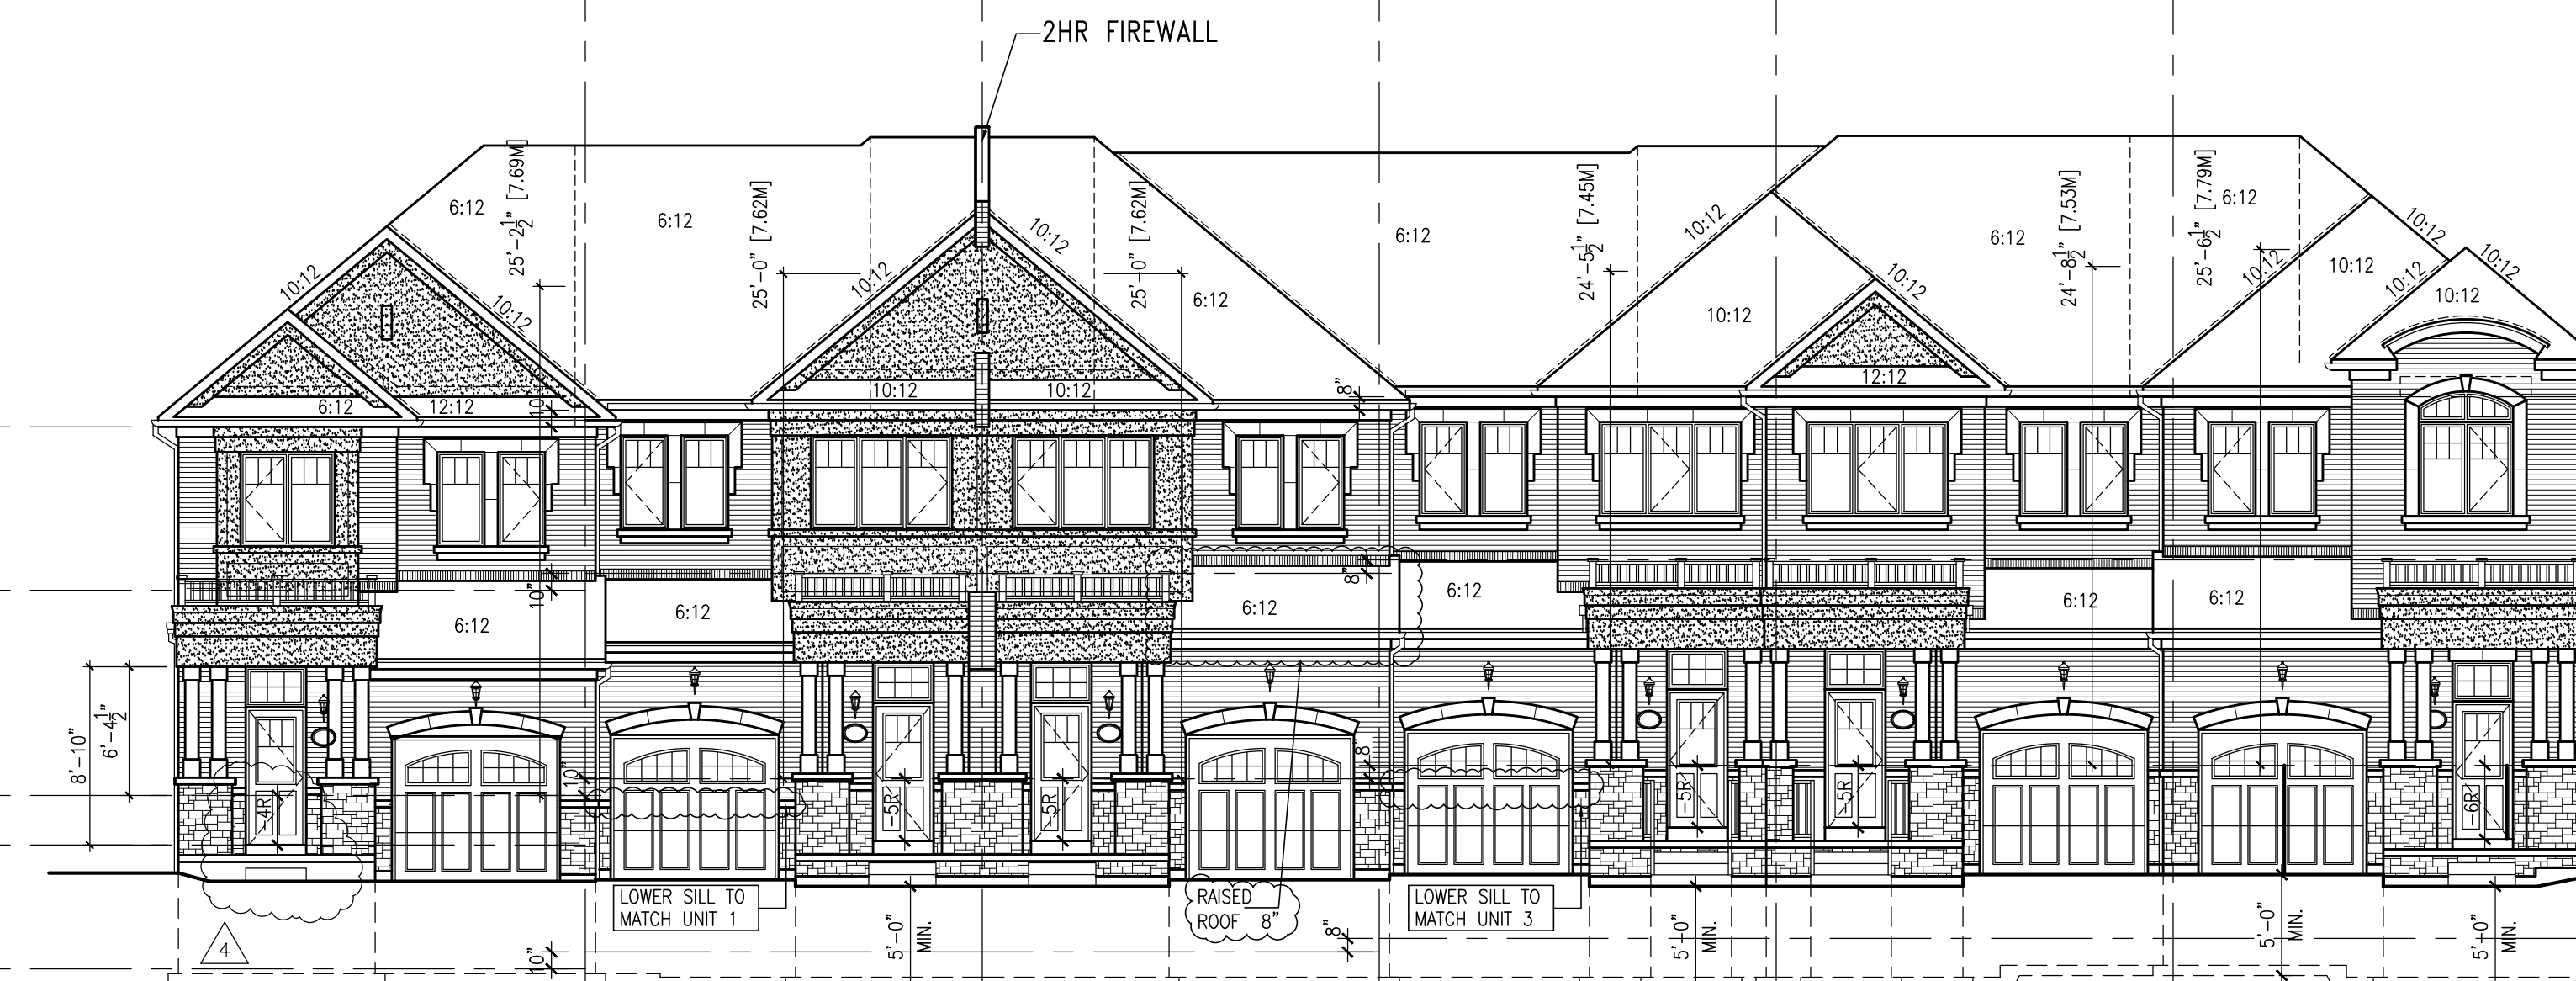 2HR FIREWALL
25'-2½" [7.69M]
25'-0" [7.62M]
25'-0" [7.62M]
24'-5½" [7.45M]
24'-8½" [7.53M]
25'-6½" [7.79M]
6:12
6:12
6:12
6:12
6:12
6:12
10:12
10:12
10:12
10:12
10:12
10:12
10:12
10:12
10:12
10:12
10:12
10:12
10:12
6:12
12:12
10:12
10:12
12:12
10"
8"
10"
8"
6:12
6:12
6:12
6:12
6:12
6:12
8'-10"
6'-4½"
10"
8"
-4R
-5R
-5R
-5R
-5R
-6R
LOWER SILL TO
MATCH UNIT 1
RAISED
ROOF 8"
LOWER SILL TO
MATCH UNIT 3
4
10"
5'-0"
MIN.
8"
5'-0"
MIN.
5'-0"
MIN.
5'-0"
MIN.